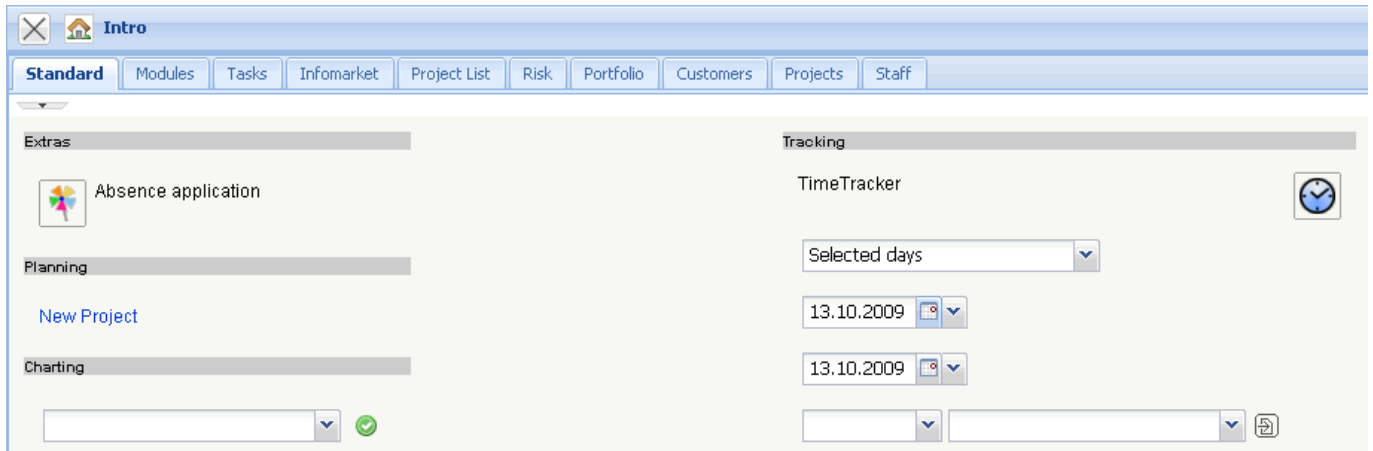 Intro
Standard Modules Tasks Infomarket Project List Risk Portfolio Customers Projects Staff
Extras
Absence application
Planning
New Project
Charting
Tracking
TimeTracker
Selected days
13.10.2009
13.10.2009